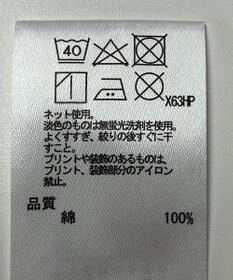 40
X63HP
ネット使用。
淡色のものは無蛍光洗剤を使用。
よくすすぎ、絞りの後すぐに干
すこと。
プリントや装飾のあるものは、
プリント、装飾部分のアイロン
禁止。
品質
綿 100%